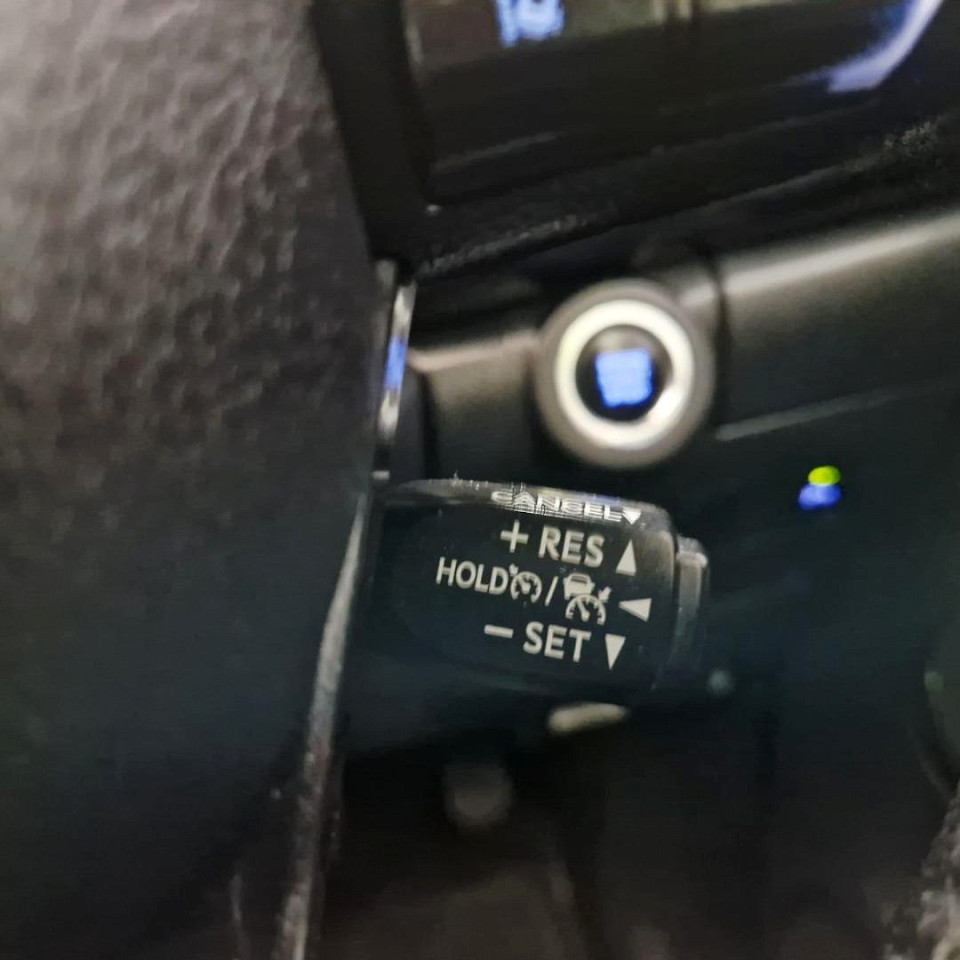 CANCEL▼
+ RES ▲
HOLD / ◀
− SET ▼